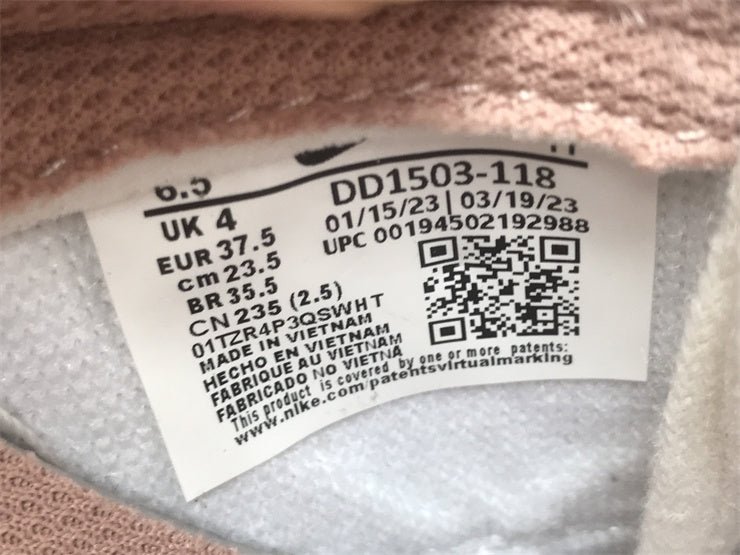 6.5
UK 4
EUR 37.5
cm 23.5
BR 35.5
CN 235 (2.5)
01TZR4P3QSWHT
MADE IN VIETNAM
HECHO EN VIETNAM
FABRIQUE AU VIETNAM
FABRICADO NO VIETNA
This product is covered by one or more patents:
www.nike.com/patentsvirtualmarking
DD1503-118
01/15/23 | 03/19/23
UPC 00194502192988